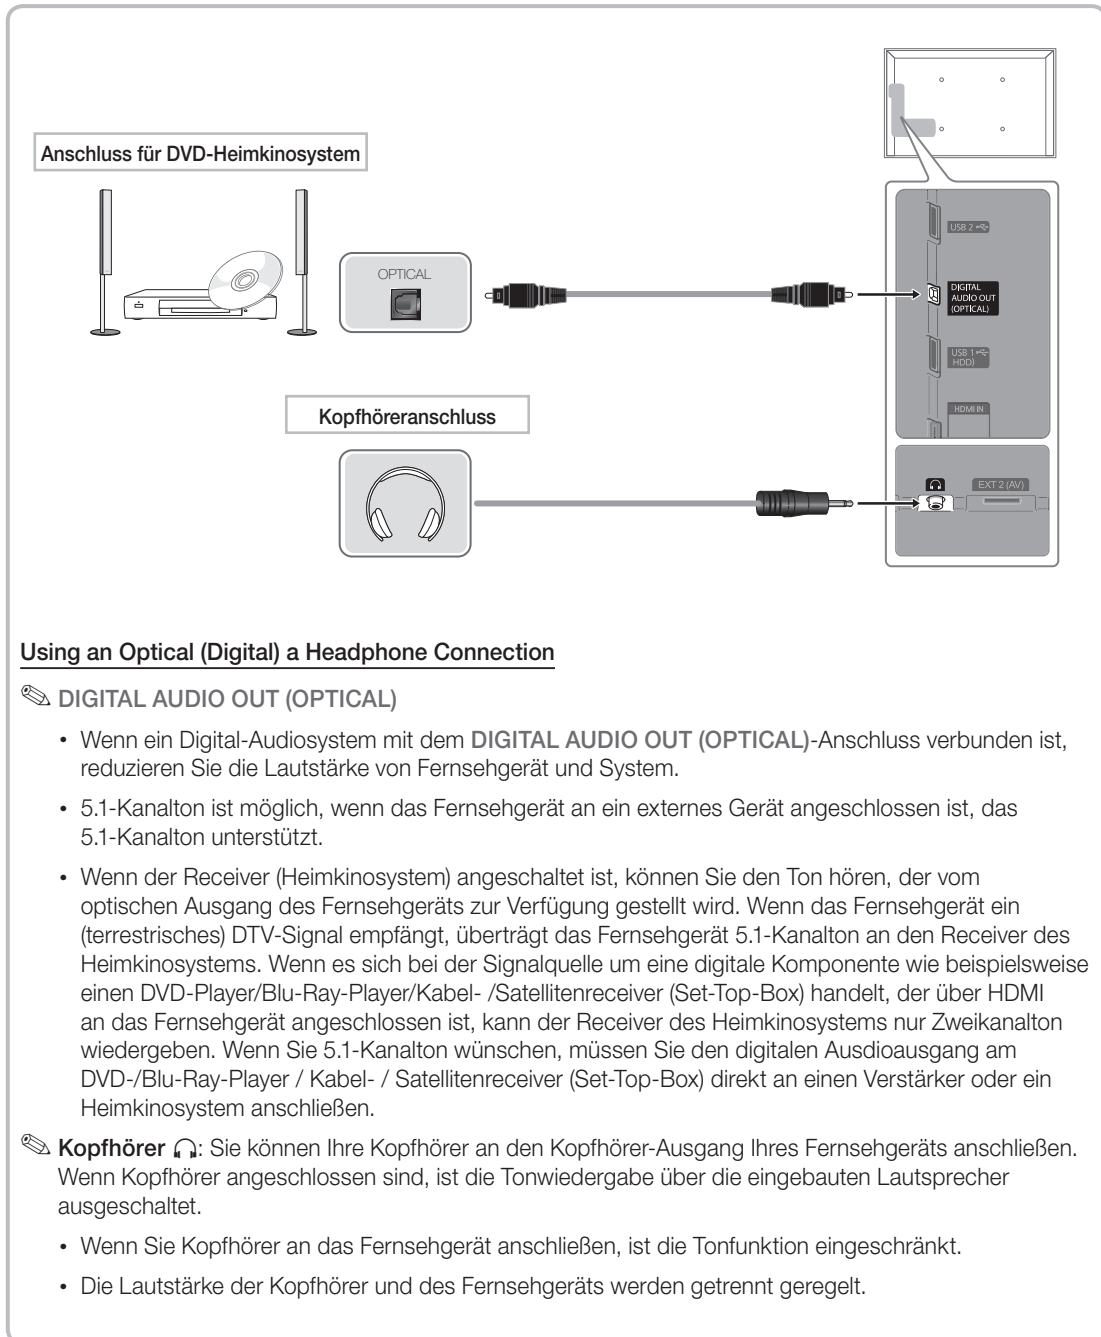 Anschluss für DVD-Heimkinosystem
OPTICAL
USB 2
DIGITAL
AUDIO OUT
(OPTICAL)
USB 1
HDD)
HDMI IN
Kopfhöreranschluss
EXT 2 (AV)
Using an Optical (Digital) a Headphone Connection
DIGITAL AUDIO OUT (OPTICAL)
• Wenn ein Digital-Audiosystem mit dem DIGITAL AUDIO OUT (OPTICAL)-Anschluss verbunden ist,
reduzieren Sie die Lautstärke von Fernsehgerät und System.
• 5.1-Kanalton ist möglich, wenn das Fernsehgerät an ein externes Gerät angeschlossen ist, das
5.1-Kanalton unterstützt.
• Wenn der Receiver (Heimkinosystem) angeschaltet ist, können Sie den Ton hören, der vom
optischen Ausgang des Fernsehgeräts zur Verfügung gestellt wird. Wenn das Fernsehgerät ein
(terrestrisches) DTV-Signal empfängt, überträgt das Fernsehgerät 5.1-Kanalton an den Receiver des
Heimkinosystems. Wenn es sich bei der Signalquelle um eine digitale Komponente wie beispielsweise
einen DVD-Player/Blu-Ray-Player/Kabel- /Satellitenreceiver (Set-Top-Box) handelt, der über HDMI
an das Fernsehgerät angeschlossen ist, kann der Receiver des Heimkinosystems nur Zweikanalton
wiedergeben. Wenn Sie 5.1-Kanalton wünschen, müssen Sie den digitalen Ausdioausgang am
DVD-/Blu-Ray-Player / Kabel- / Satellitenreceiver (Set-Top-Box) direkt an einen Verstärker oder ein
Heimkinosystem anschließen.
Kopfhörer : Sie können Ihre Kopfhörer an den Kopfhörer-Ausgang Ihres Fernsehgeräts anschließen.
Wenn Kopfhörer angeschlossen sind, ist die Tonwiedergabe über die eingebauten Lautsprecher
ausgeschaltet.
• Wenn Sie Kopfhörer an das Fernsehgerät anschließen, ist die Tonfunktion eingeschränkt.
• Die Lautstärke der Kopfhörer und des Fernsehgeräts werden getrennt geregelt.